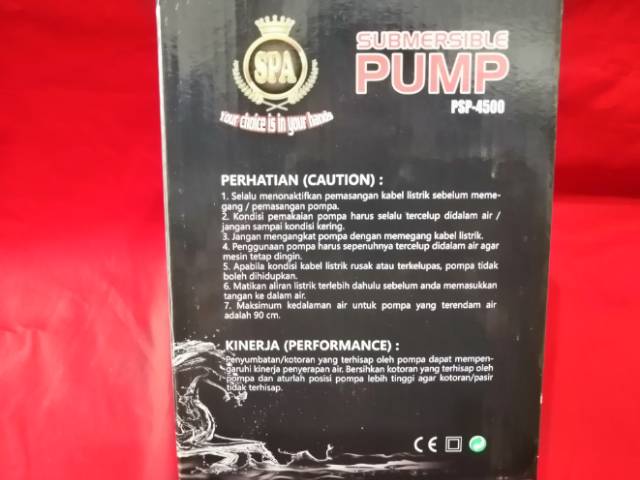 SPA
Your choice is in your hands
SUBMERSIBLE
PUMP
PSP-4500
PERHATIAN (CAUTION) :
1. Selalu menonaktifkan pemasangan kabel listrik sebelum meme-
gang / pemasangan pompa.
2. Kondisi pemakaian pompa harus selalu tercelup didalam air /
jangan sampai kondisi kering.
3. Jangan mengangkat pompa dengan memegang kabel listrik.
4. Penggunaan pompa harus sepenuhnya tercelup didalam air agar
mesin tetap dingin.
5. Apabila kondisi kabel listrik rusak atau terkelupas, pompa tidak
boleh dihidupkan.
6. Matikan aliran listrik terlebih dahulu sebelum anda memasukkan
tangan ke dalam air.
7. Maksimum kedalaman air untuk pompa yang terendam air
adalah 90 cm.
KINERJA (PERFORMANCE) :
Penyumbatan/kotoran yang terhisap oleh pompa dapat mempen-
garuhi kinerja penyerapan air. Bersihkan kotoran yang terhisap oleh
pompa dan aturlah posisi pompa lebih tinggi agar kotoran/pasir
tidak terhisap.
CE